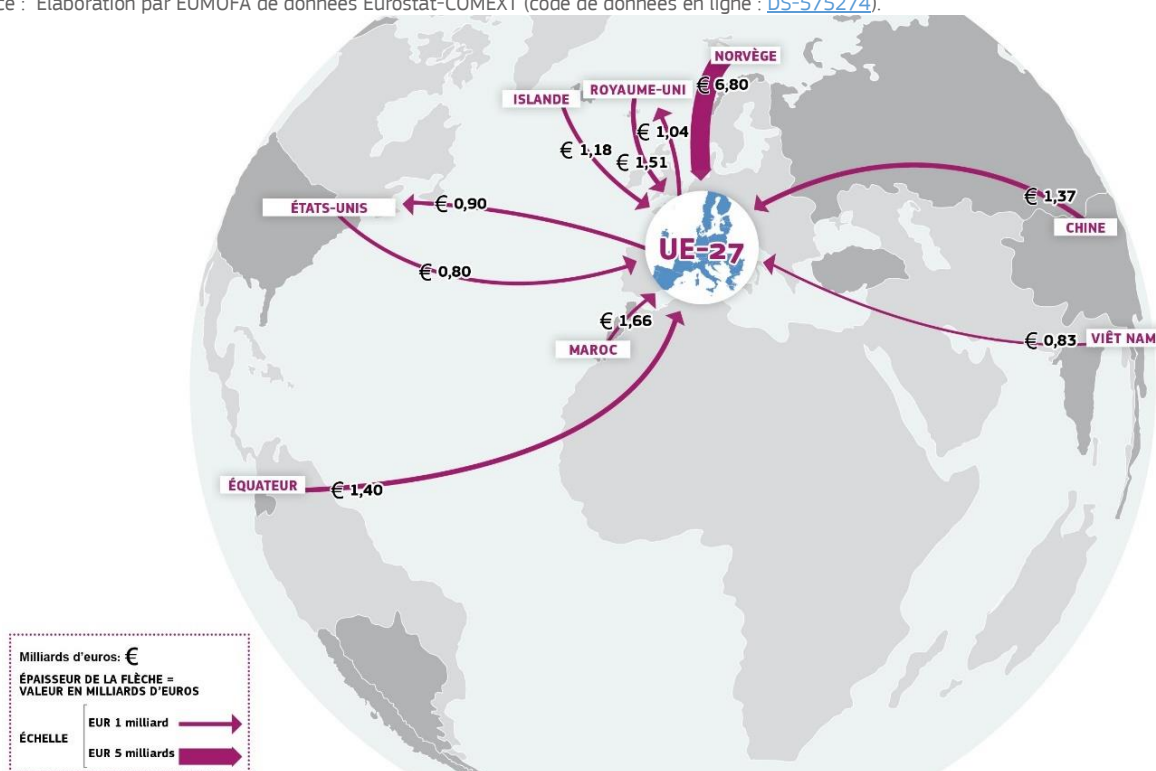 ce : Élaboration par EUMOFA de données Eurostat-COMEXT (code de données en ligne : DS-575274).
NORVÈGE
€ 6,80
ROYAUME-UNI
ISLANDE
€ 1,04
€ 1,18
€ 1,51
ÉTATS-UNIS
€ 0,90
€ 1,37
CHINE
UE-27
€ 0,80
€ 1,66
MAROC
€ 0,83
VIÊT NAM
ÉQUATEUR
€ 1,40
Milliards d'euros: €
ÉPAISSEUR DE LA FLÈCHE =
VALEUR EN MILLIARDS D'EUROS
ÉCHELLE
EUR 1 milliard
EUR 5 milliards